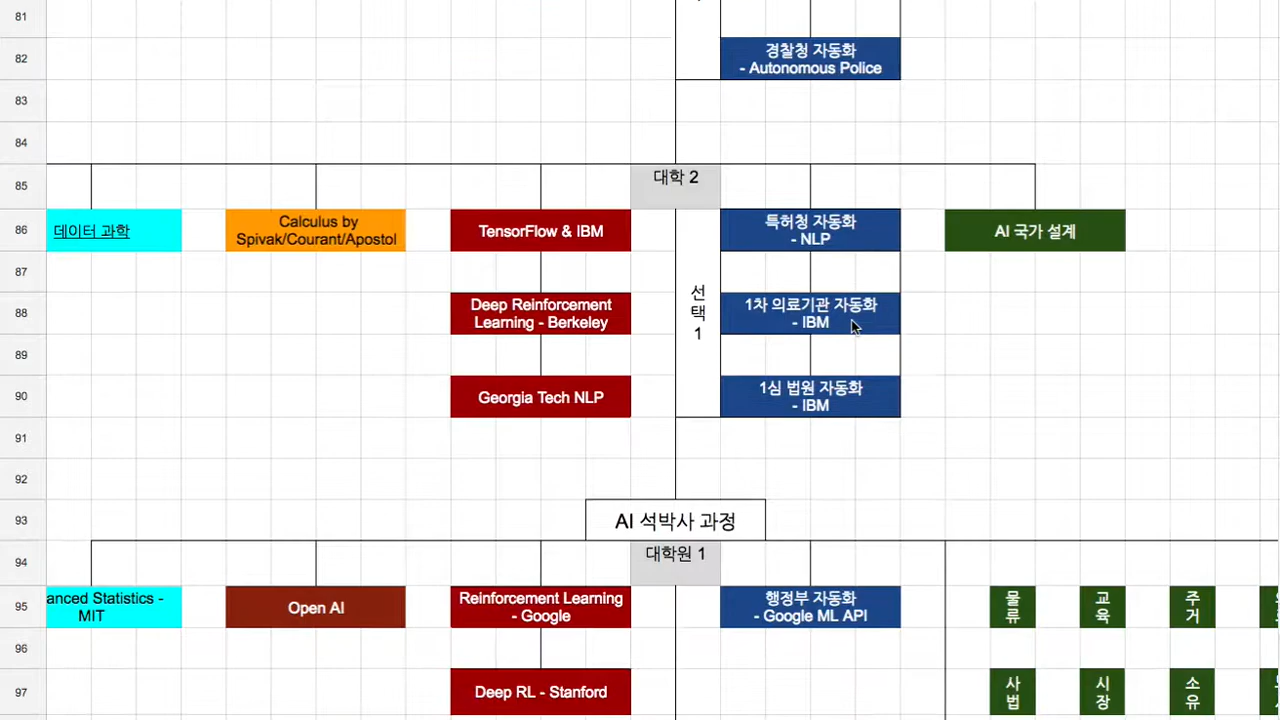 81
82
경찰청 자동화
- Autonomous Police
83
84
85
대학 2
86
데이터 과학
Calculus by
Spivak/Courant/Apostol
TensorFlow & IBM
특허청 자동화
- NLP
AI 국가 설계
87
88
Deep Reinforcement
Learning - Berkeley
선
택
1
1차 의료기관 자동화
- IBM
89
90
Georgia Tech NLP
1심 법원 자동화
- IBM
91
92
93
AI 석박사 과정
94
대학원 1
95
anced Statistics -
MIT
Open AI
Reinforcement Learning
- Google
행정부 자동화
- Google ML API
물
류
교
육
주
거
96
97
Deep RL - Stanford
사
법
시
장
소
유